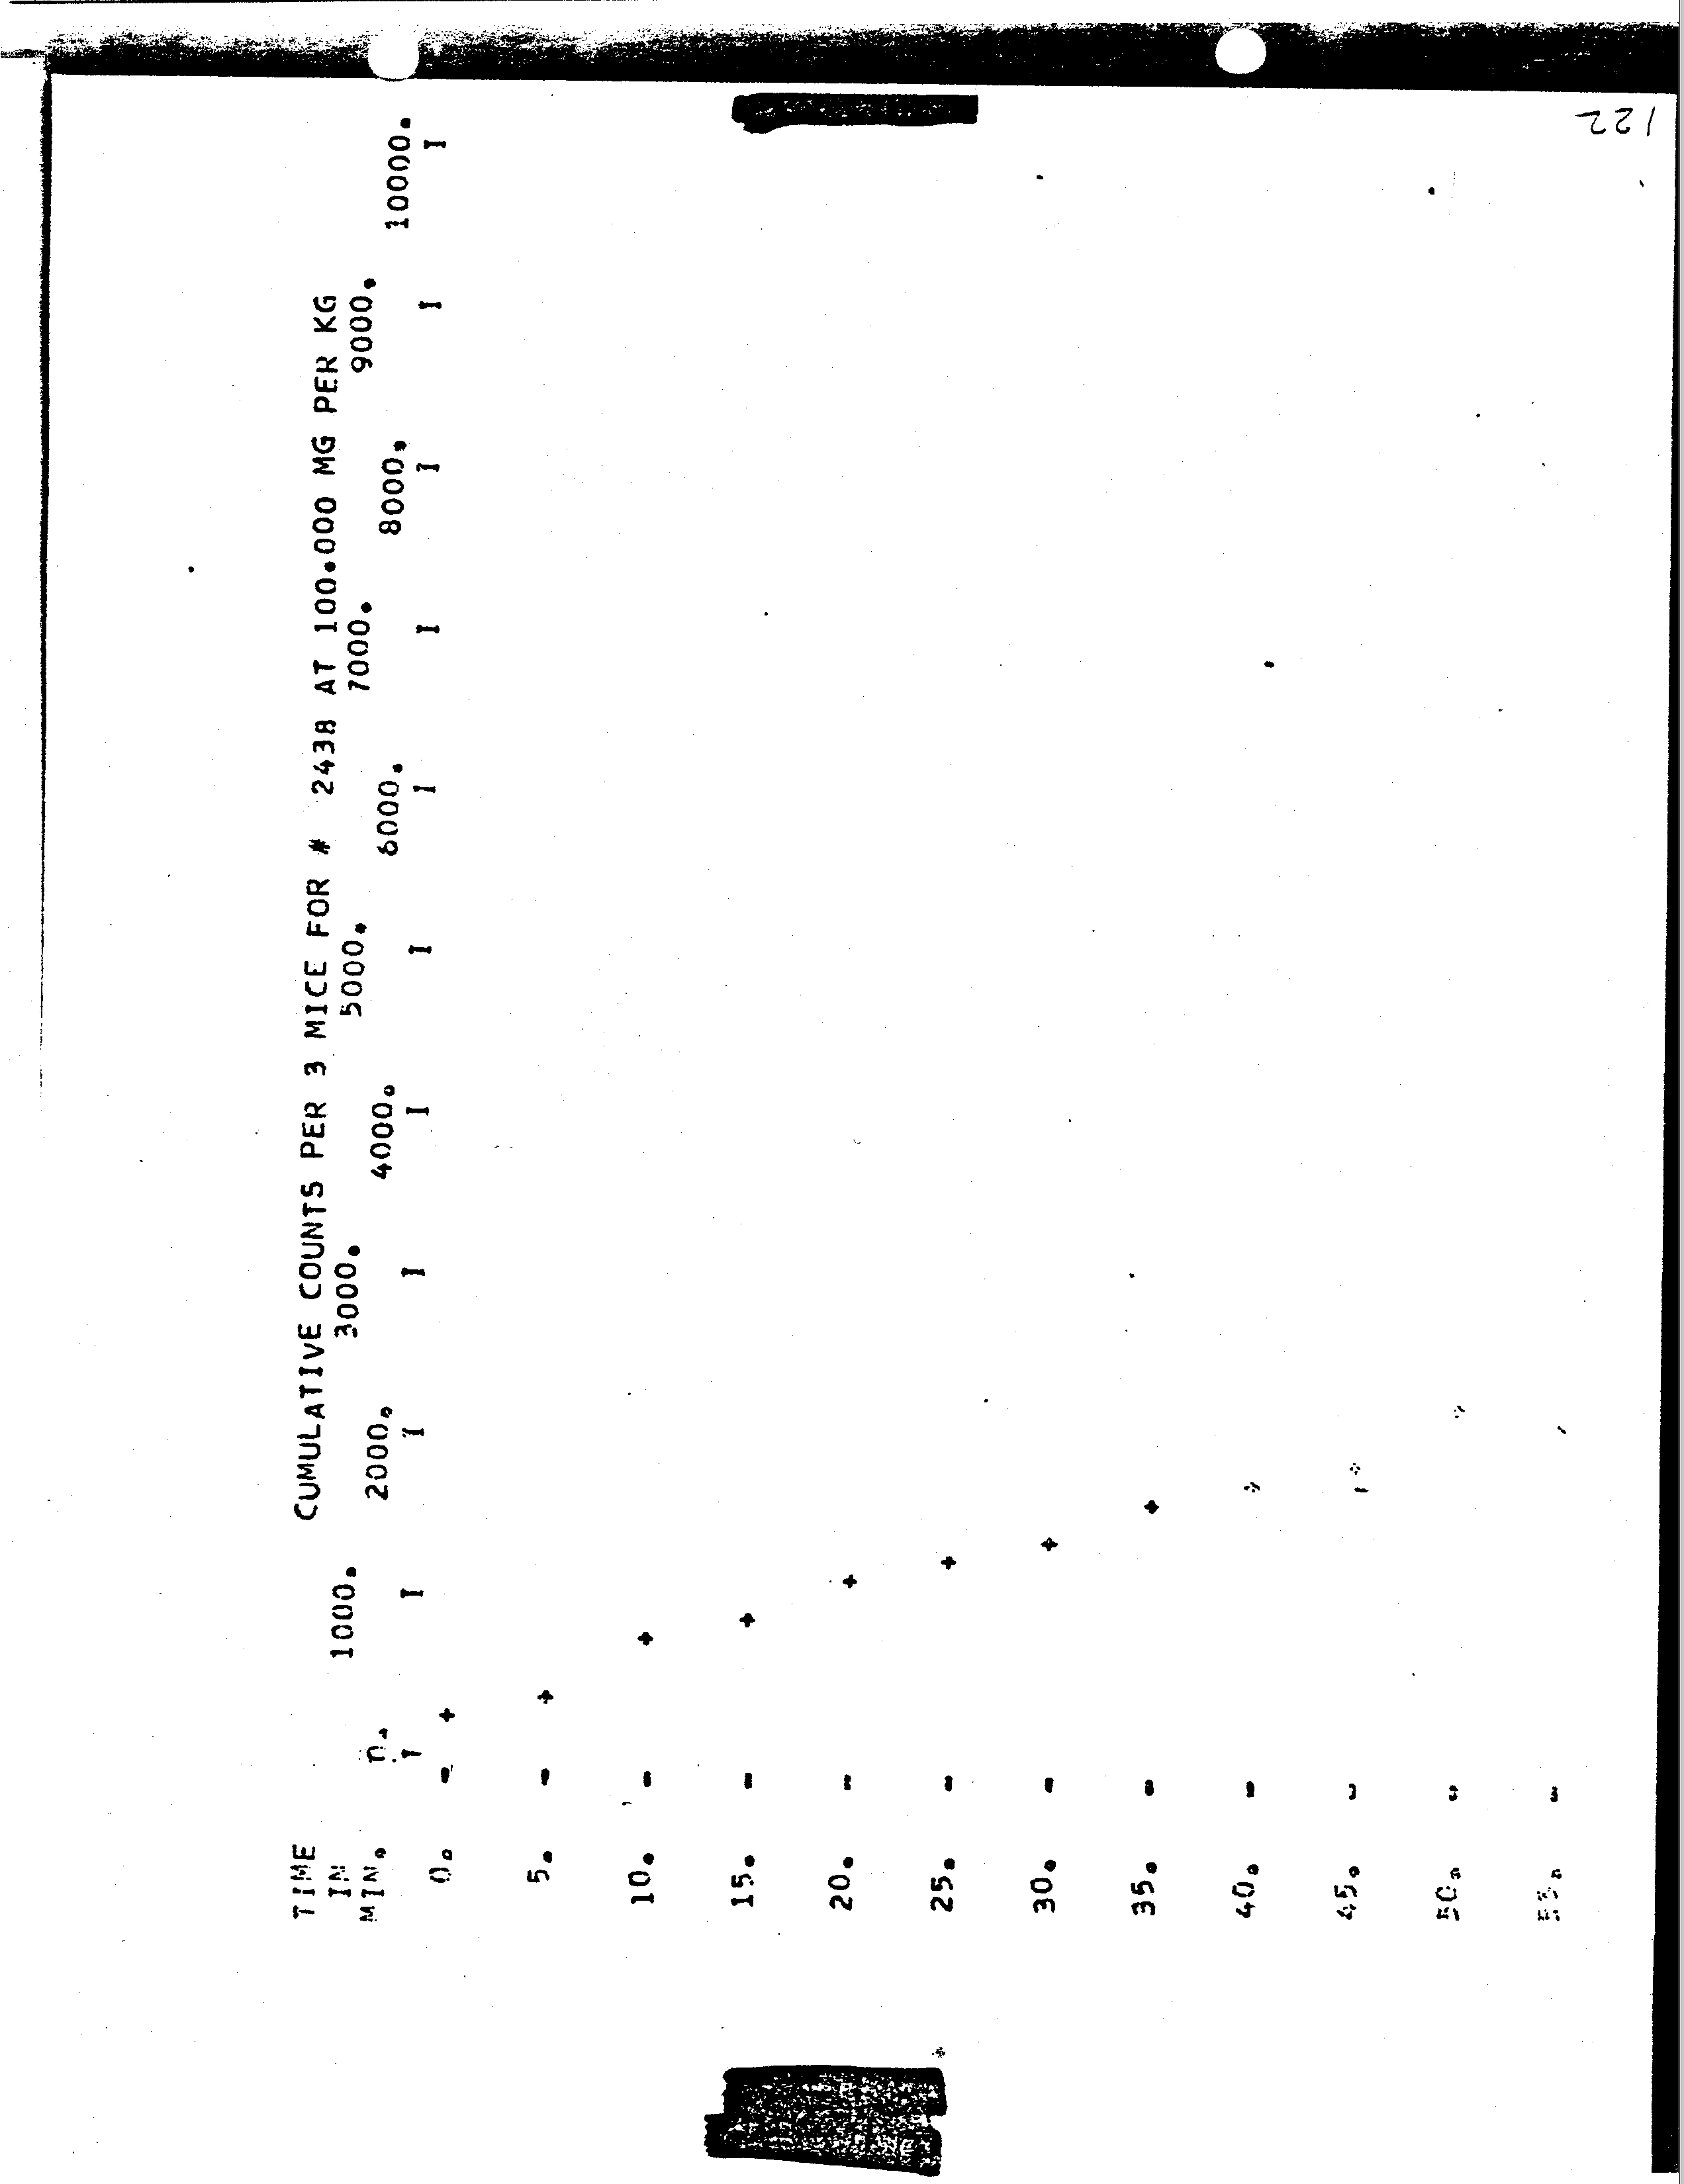 CUMULATIVE COUNTS PER 3 MICE FOR # 2438 AT 100.000 MG PER KG
TIME
IN 1000. 3000. 5000. 7000. 9000.
MIN. 0. 2000. 4000. 6000. 8000. 10000.
I I I I I I I I I I I
0. - +
5. - +
10. - +
15. - +
20. - +
25. - +
30. - +
35. - +
40. - +
45. - +
50. - +
55. -
122